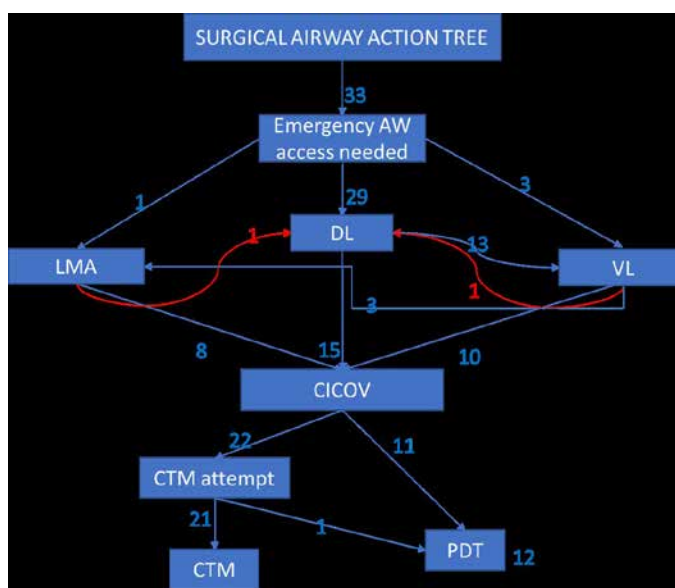 SURGICAL AIRWAY ACTION TREE
33
Emergency AW
access needed
1
29
3
DL
1
13
LMA
VL
1
3
8
15
10
CICOV
22
11
CTM attempt
21
1
PDT
12
CTM